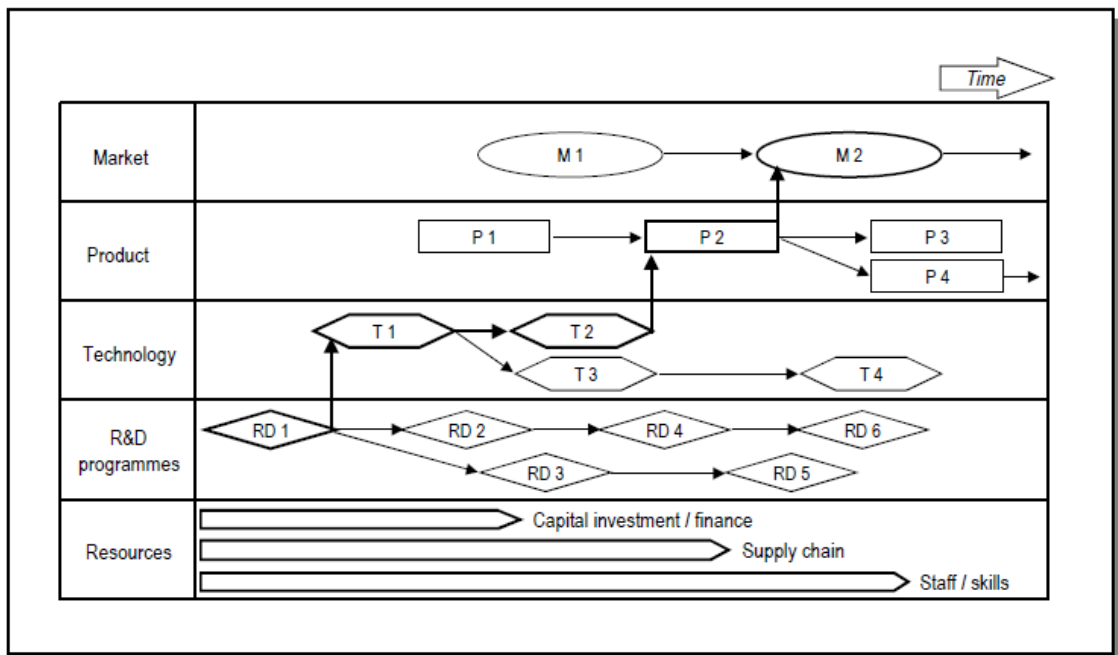 Time
Market
M 1
M 2
Product
P 1
P 2
P 3
P 4
Technology
T 1
T 2
T 3
T 4
R&D
programmes
RD 1
RD 2
RD 4
RD 6
RD 3
RD 5
Resources
Capital investment / finance
Supply chain
Staff / skills